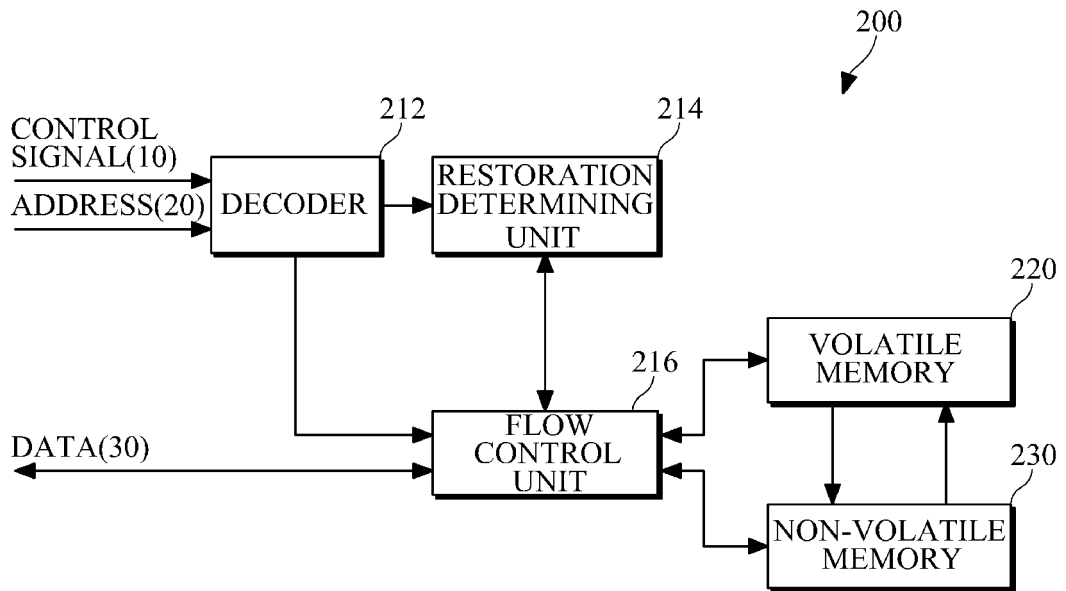 200
212
214
CONTROL
SIGNAL(10)
ADDRESS(20)
DECODER
RESTORATION
DETERMINING
UNIT
220
VOLATILE
MEMORY
216
FLOW
CONTROL
UNIT
DATA(30)
230
NON-VOLATILE
MEMORY